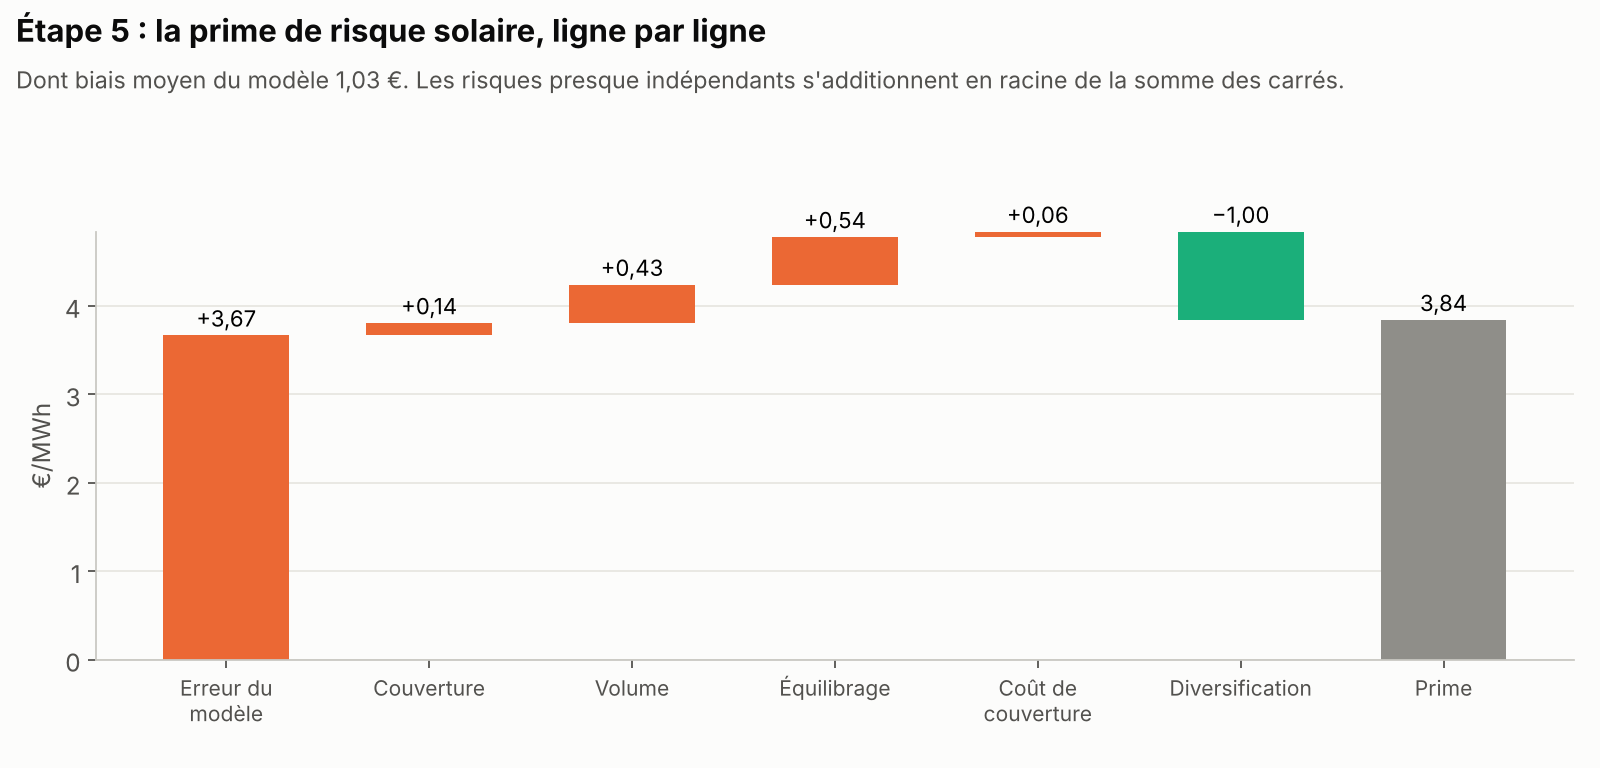 Étape 5 : la prime de risque solaire, ligne par ligne
Dont biais moyen du modèle 1,03 €. Les risques presque indépendants s'additionnent en racine de la somme des carrés.
€/MWh
4
3
2
1
0
+3,67
+0,14
+0,43
+0,54
+0,06
−1,00
3,84
Erreur du
modèle
Couverture
Volume
Équilibrage
Coût de
couverture
Diversification
Prime